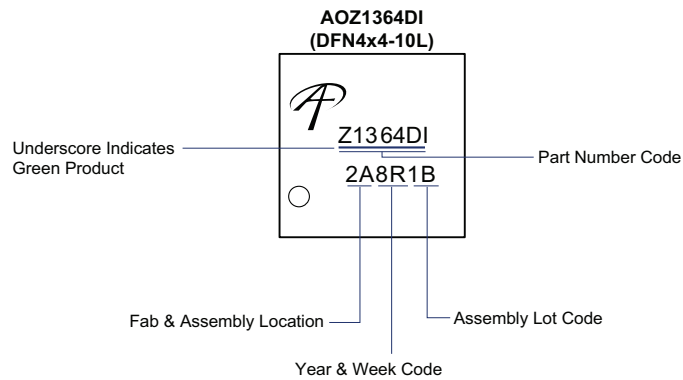 AOZ1364DI
(DFN4x4-10L)
Z1364DI
Underscore Indicates
Green Product
Part Number Code
2A8R1B
Fab & Assembly Location
Assembly Lot Code
Year & Week Code